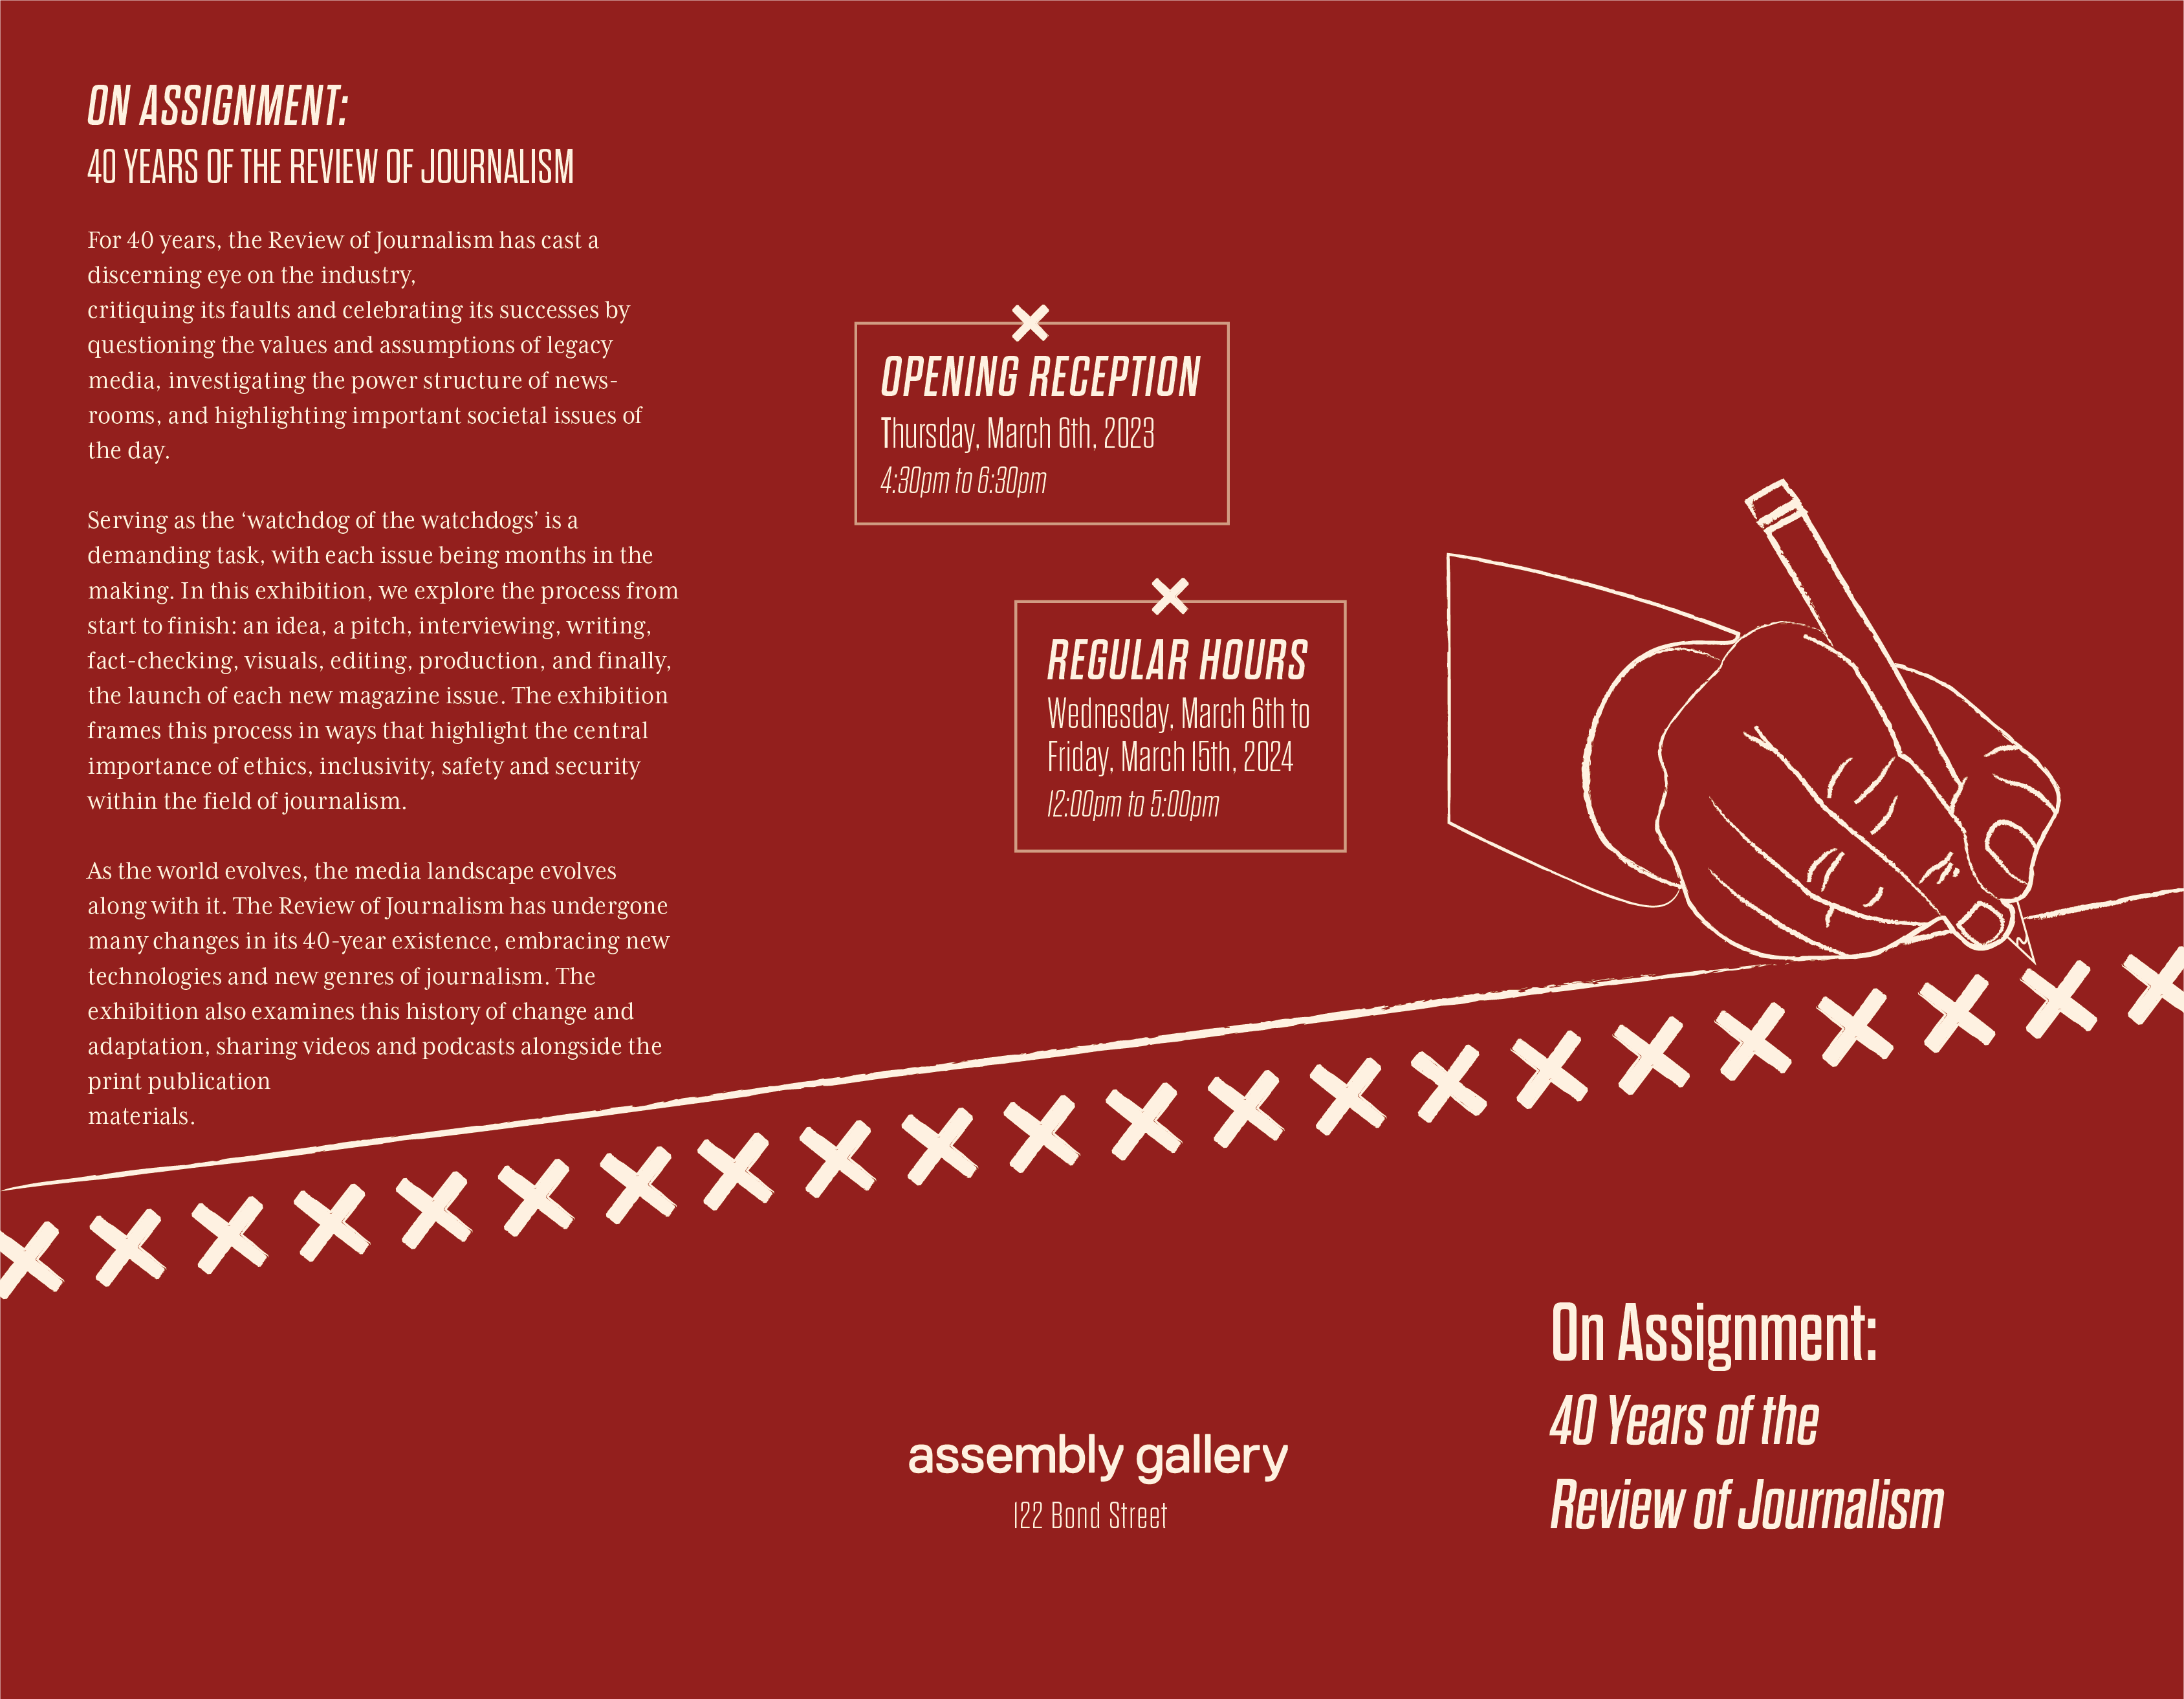 ON ASSIGNMENT:
40 YEARS OF THE REVIEW OF JOURNALISM
For 40 years, the Review of Journalism has cast a
discerning eye on the industry,
critiquing its faults and celebrating its successes by
questioning the values and assumptions of legacy
media, investigating the power structure of news-
rooms, and highlighting important societal issues of
the day.
Serving as the ‘watchdog of the watchdogs’ is a
demanding task, with each issue being months in the
making. In this exhibition, we explore the process from
start to finish: an idea, a pitch, interviewing, writing,
fact-checking, visuals, editing, production, and finally,
the launch of each new magazine issue. The exhibition
frames this process in ways that highlight the central
importance of ethics, inclusivity, safety and security
within the field of journalism.
As the world evolves, the media landscape evolves
along with it. The Review of Journalism has undergone
many changes in its 40-year existence, embracing new
technologies and new genres of journalism. The
exhibition also examines this history of change and
adaptation, sharing videos and podcasts alongside the
print publication
materials.
OPENING RECEPTION
Thursday, March 6th, 2023
4:30pm to 6:30pm
REGULAR HOURS
Wednesday, March 6th to
Friday, March 15th, 2024
12:00pm to 5:00pm
assembly gallery
122 Bond Street
On Assignment:
40 Years of the
Review of Journalism